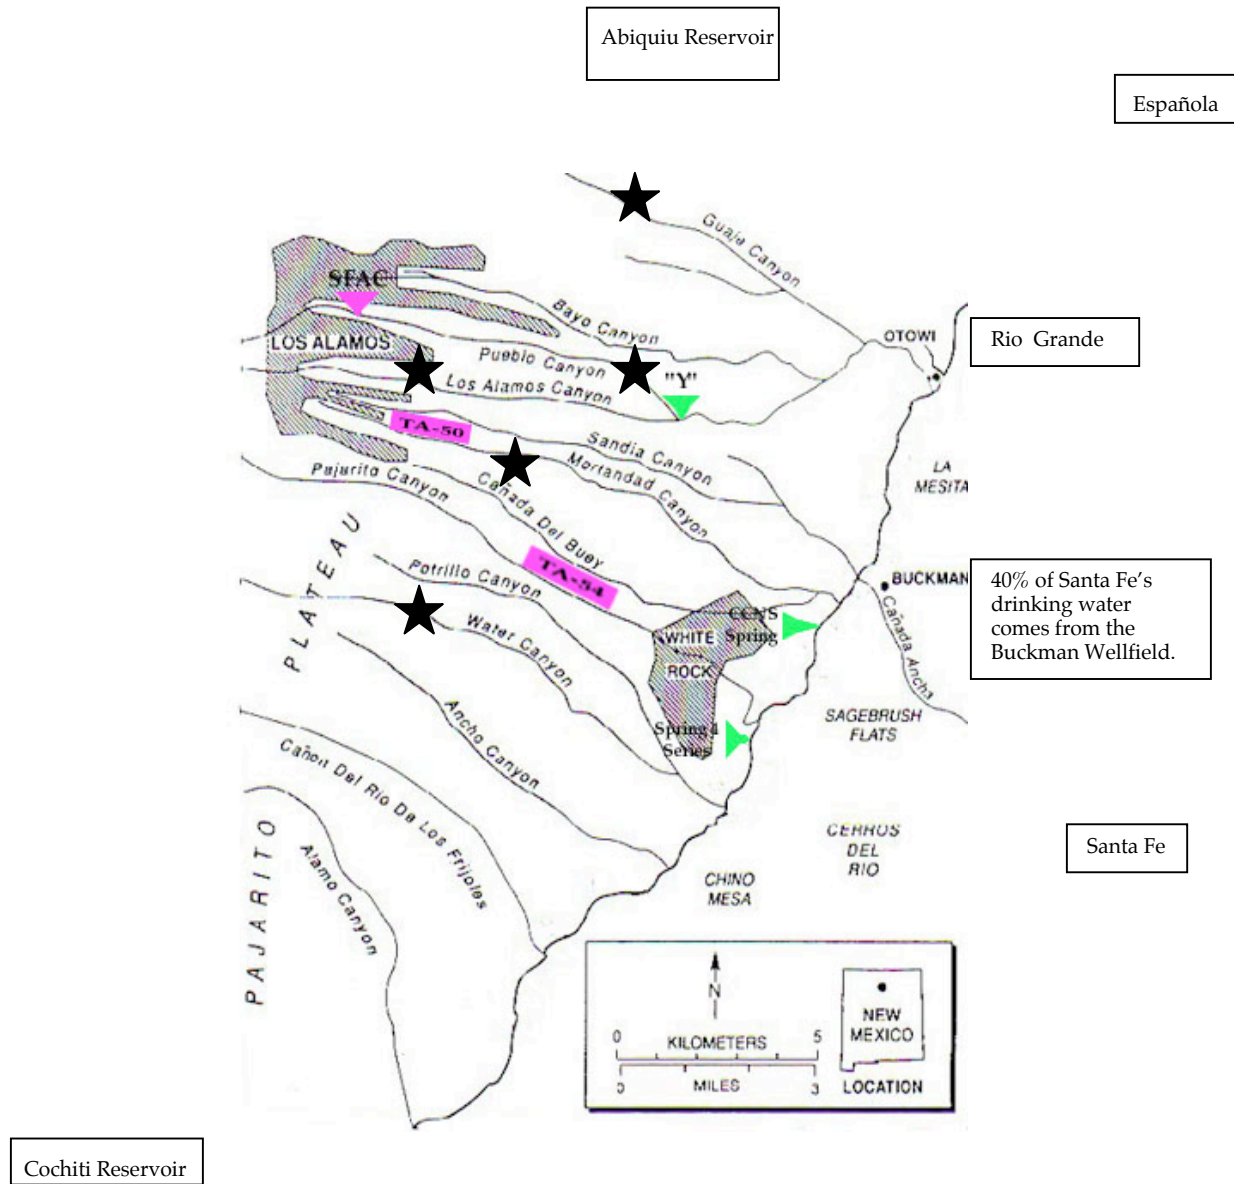 Abiquiu Reservoir
Española
Guaje Canyon
SFAC
Bayo Canyon
OTOWI
Rio Grande
LOS ALAMOS
Pueblo Canyon
"Y"
Los Alamos Canyon
TA-50
Sandia Canyon
Mortandad Canyon
LA
MESITA
Pajarito Canyon
Cañada Del Buey
TA-54
BUCKMAN
40% of Santa Fe's
drinking water
comes from the
Buckman Wellfield.
Potrillo Canyon
Water Canyon
CCNS
Spring
WHITE
ROCK
Cañada Ancha
PAJARITO PLATEAU
Ancho Canyon
Spring 4
Series
SAGEBRUSH
FLATS
Cañon Del Rio De Los Frijoles
Alamo Canyon
CERROS
DEL
RIO
Santa Fe
CHINO
MESA
N
0 5
KILOMETERS
0 3
MILES
NEW
MEXICO
LOCATION
Cochiti Reservoir